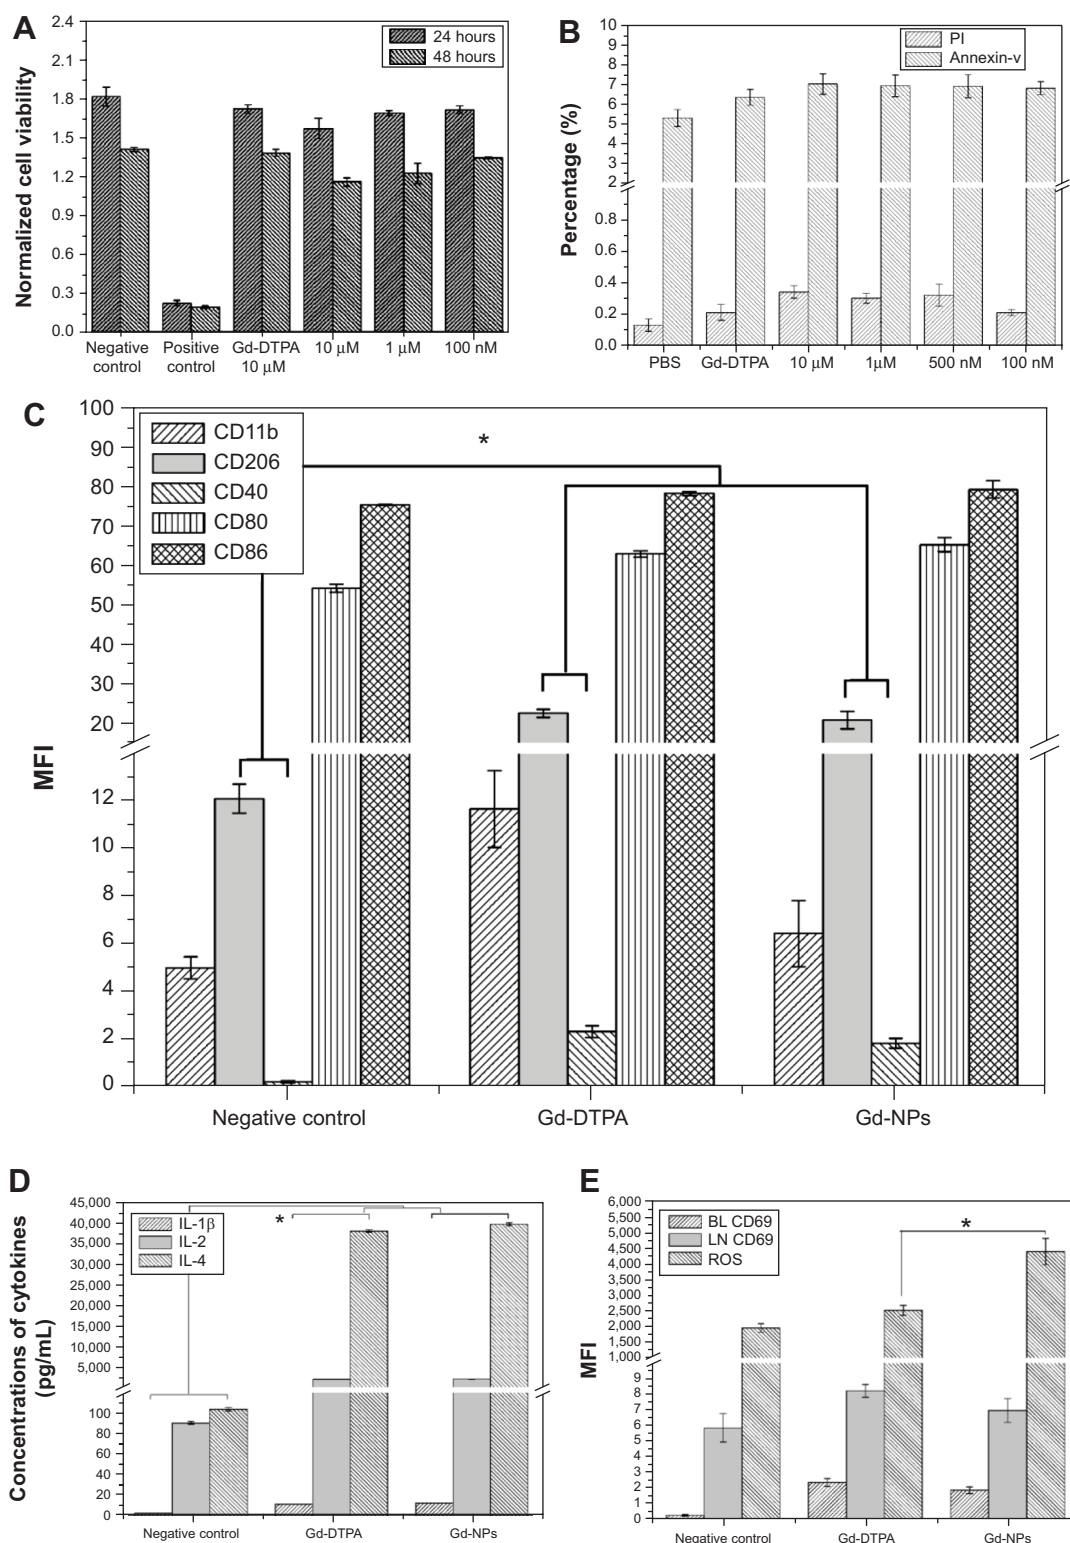 A
2.4
2.1
1.8
1.5
1.2
0.9
0.6
0.3
0.0
Normalized cell viability
24 hours
48 hours
Negative control
Positive control
Gd-DTPA 10 μM
10 μM
1 μM
100 nM
B
10
9
8
7
6
5
4
3
2
0.8
0.6
0.4
0.2
0.0
Percentage (%)
PI
Annexin-v
PBS
Gd-DTPA
10 μM
1μM
500 nM
100 nM
C
100
90
80
70
60
50
40
30
20
12
10
8
6
4
2
0
MFI
CD11b
CD206
CD40
CD80
CD86
*
Negative control
Gd-DTPA
Gd-NPs
D
45,000
40,000
35,000
30,000
25,000
20,000
15,000
10,000
5,000
100
80
60
40
20
0
Concentrations of cytokines
(pg/mL)
IL-1β
IL-2
IL-4
*
Negative control
Gd-DTPA
Gd-NPs
E
6,000
5,500
5,000
4,500
4,000
3,500
3,000
2,500
2,000
1,500
1,000
9
8
7
6
5
4
3
2
1
0
MFI
BL CD69
LN CD69
ROS
*
Negative control
Gd-DTPA
Gd-NPs